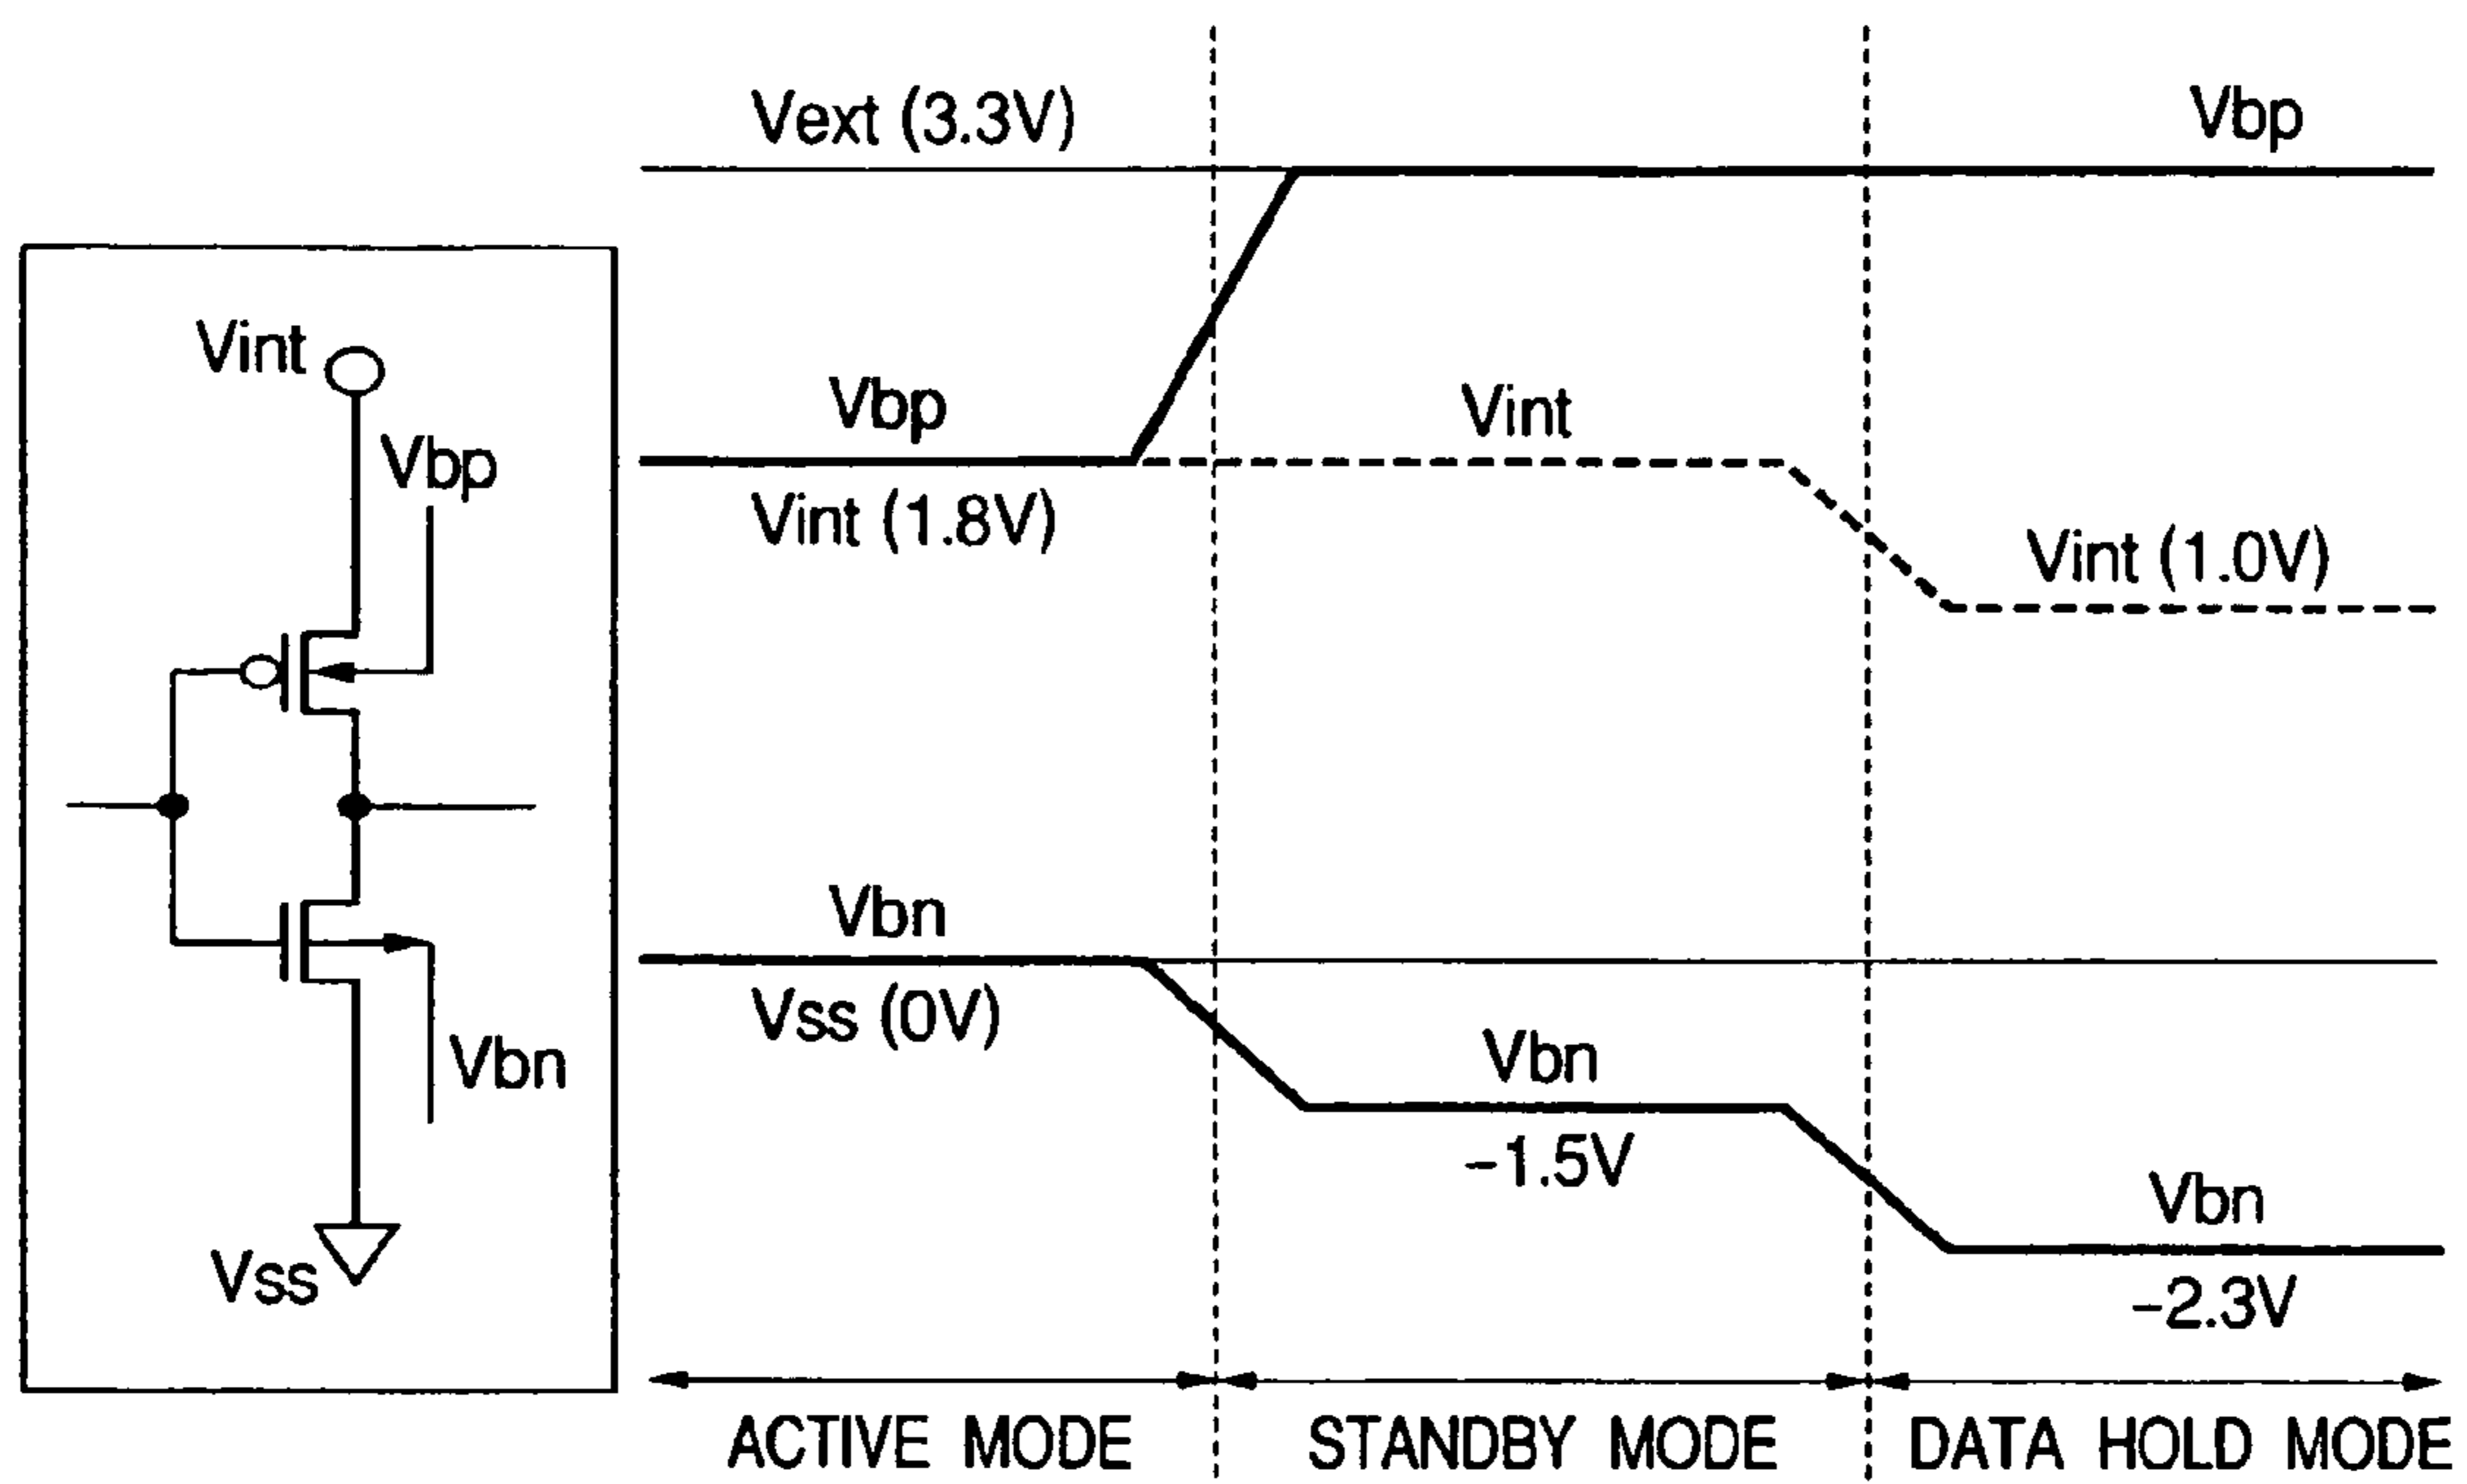 Vint
Vbp
Vbn
Vss
Vext (3.3V)
Vbp
Vbp
Vint
Vint (1.8V)
Vint (1.0V)
Vbn
Vss (0V)
Vbn
-1.5V
Vbn
-2.3V
ACTIVE MODE
STANDBY MODE
DATA HOLD MODE